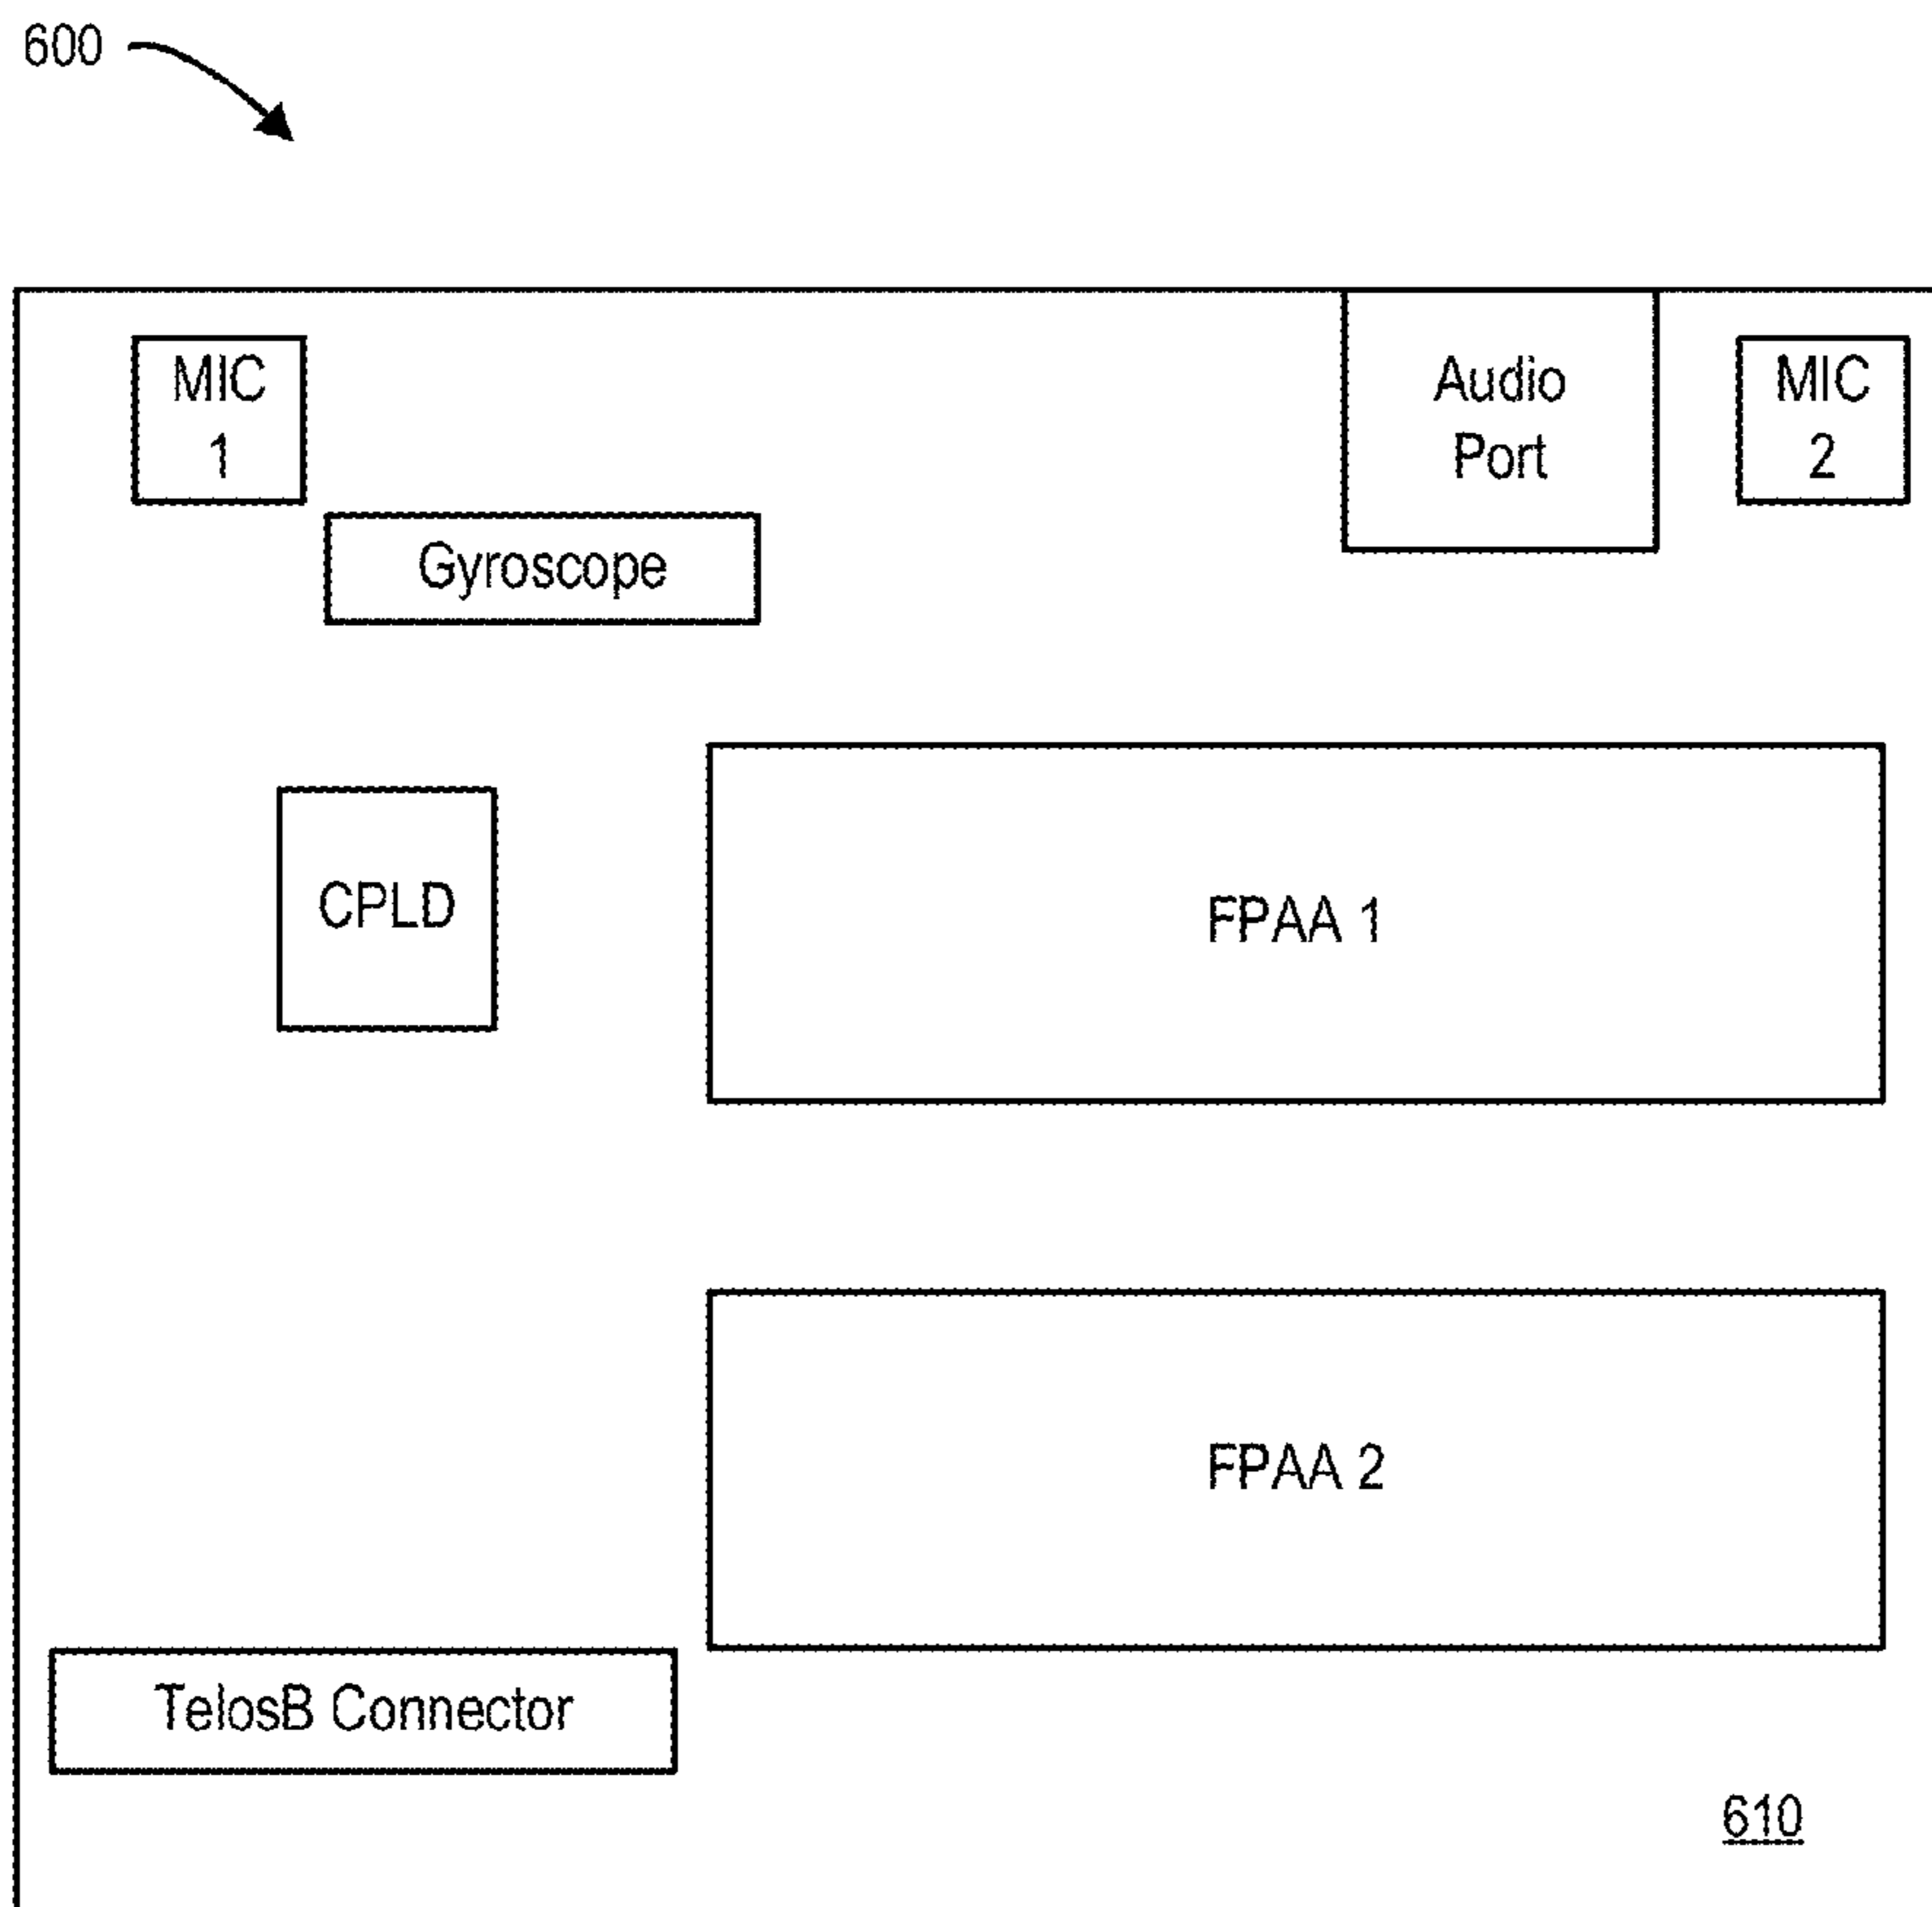 600
MIC
1
Audio
Port
MIC
2
Gyroscope
CPLD
FPAA 1
FPAA 2
TelosB Connector
610